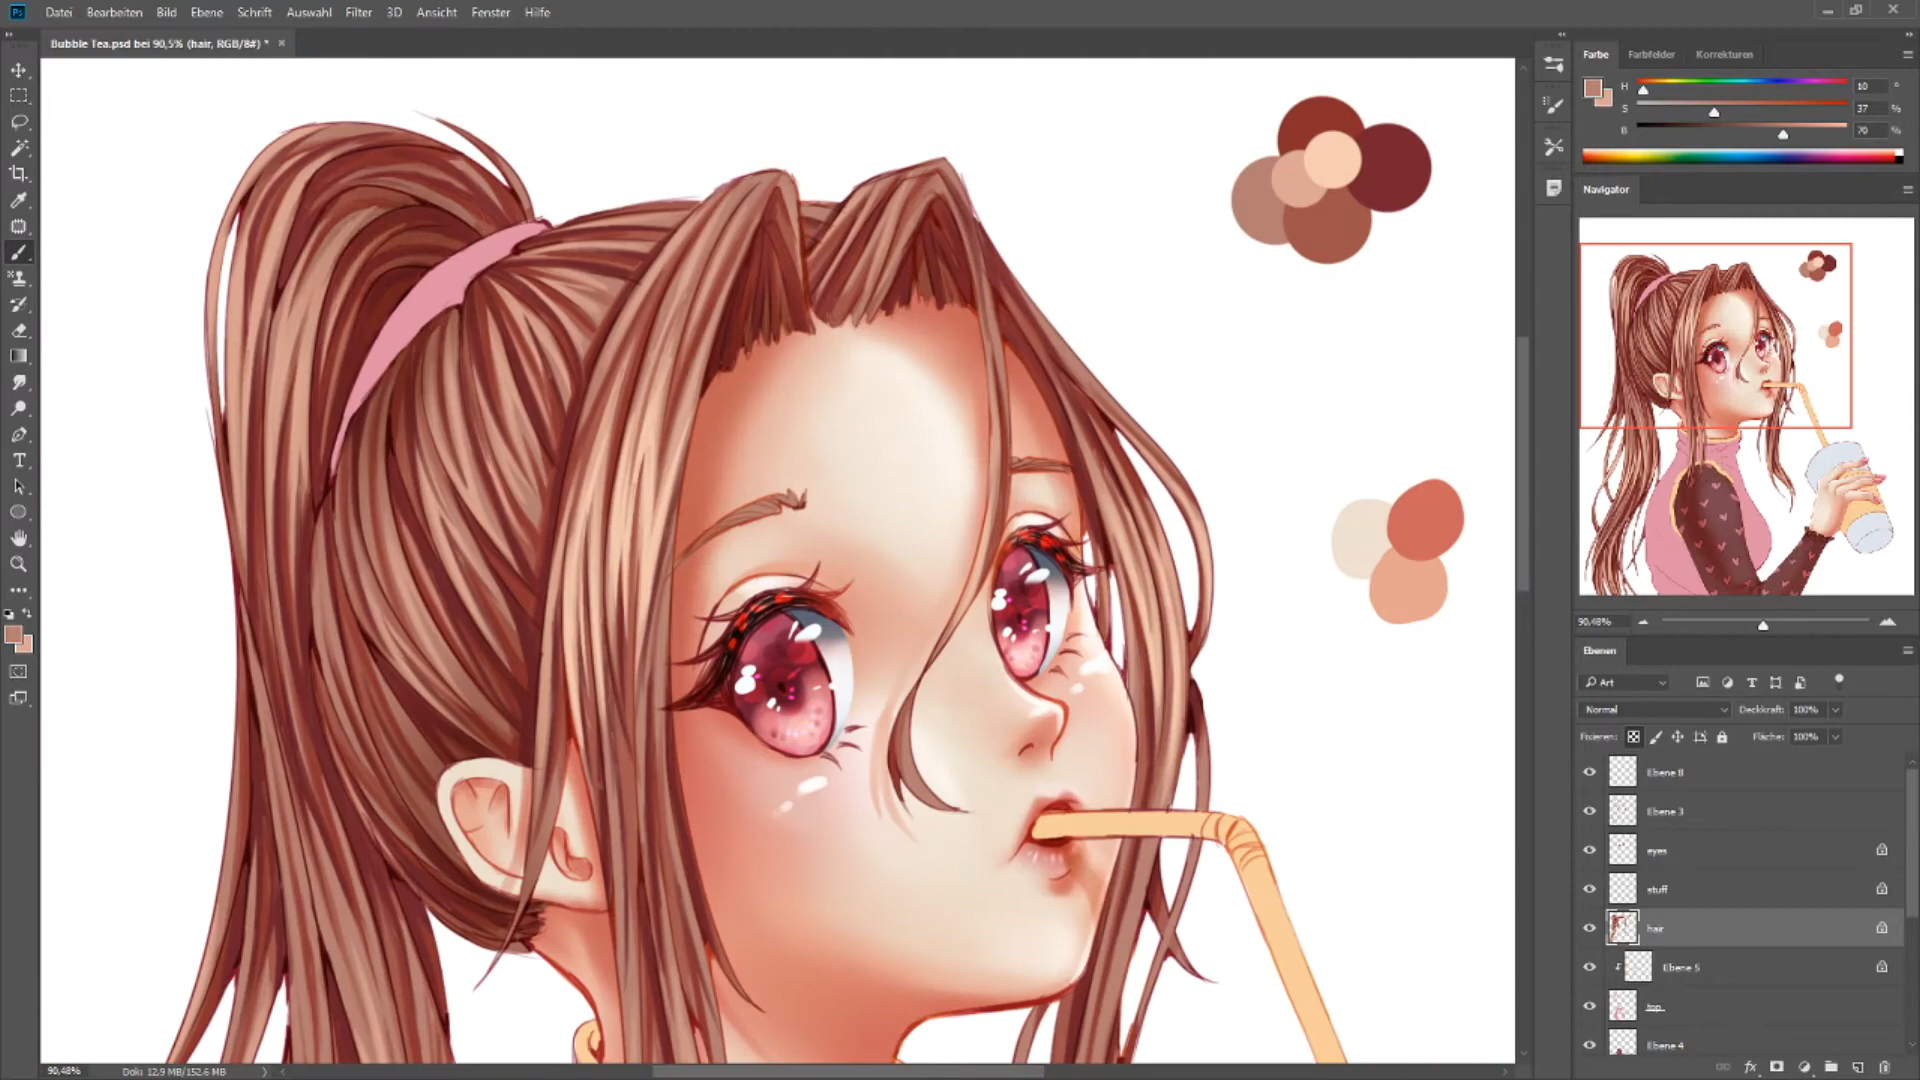 Ps Datei Bearbeiten Bild Ebene Schrift Auswahl Filter 3D Ansicht Fenster Hilfe
Bubble Tea.psd bei 90,5% (hair, RGB/8#) *
Farbe Farbfelder Korrekturen
H 10 °
S 37 %
B 70 %
Navigator
90,48%
Ebenen
Art
Normal Deckkraft: 100%
Fixieren: Fläche: 100%
Ebene 8
Ebene 3
eyes
stuff
hair
Ebene 5
top
Ebene 4
fx
90,48% Dok: 12,9 MB/152,6 MB